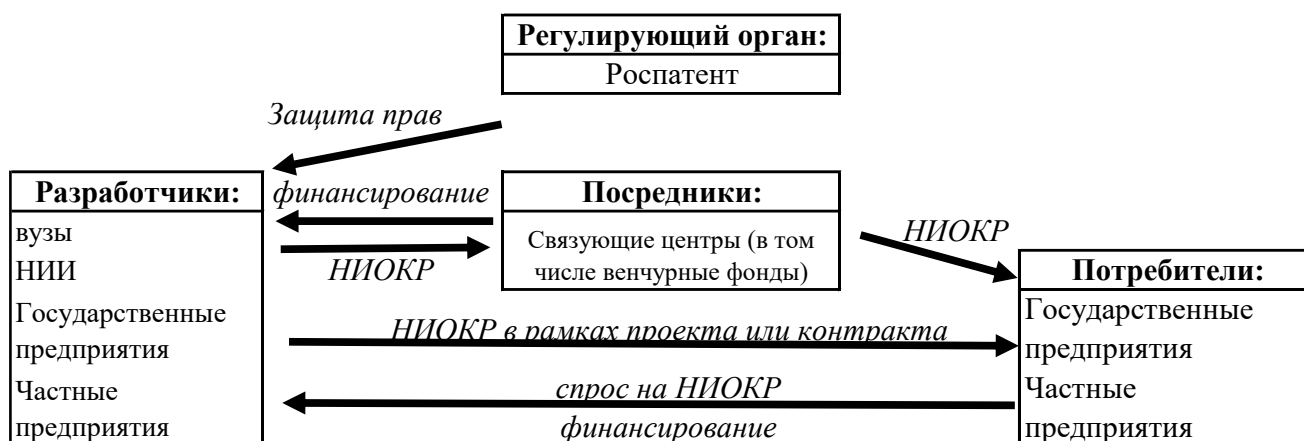 Регулирующий орган:
Роспатент
Защита прав
Разработчики:
вузы
НИИ
Государственные
предприятия
Частные
предприятия
финансирование
НИОКР
Посредники:
Связующие центры (в том
числе венчурные фонды)
НИОКР
Потребители:
Государственные
предприятия
Частные
предприятия
НИОКР в рамках проекта или контракта
спрос на НИОКР
финансирование